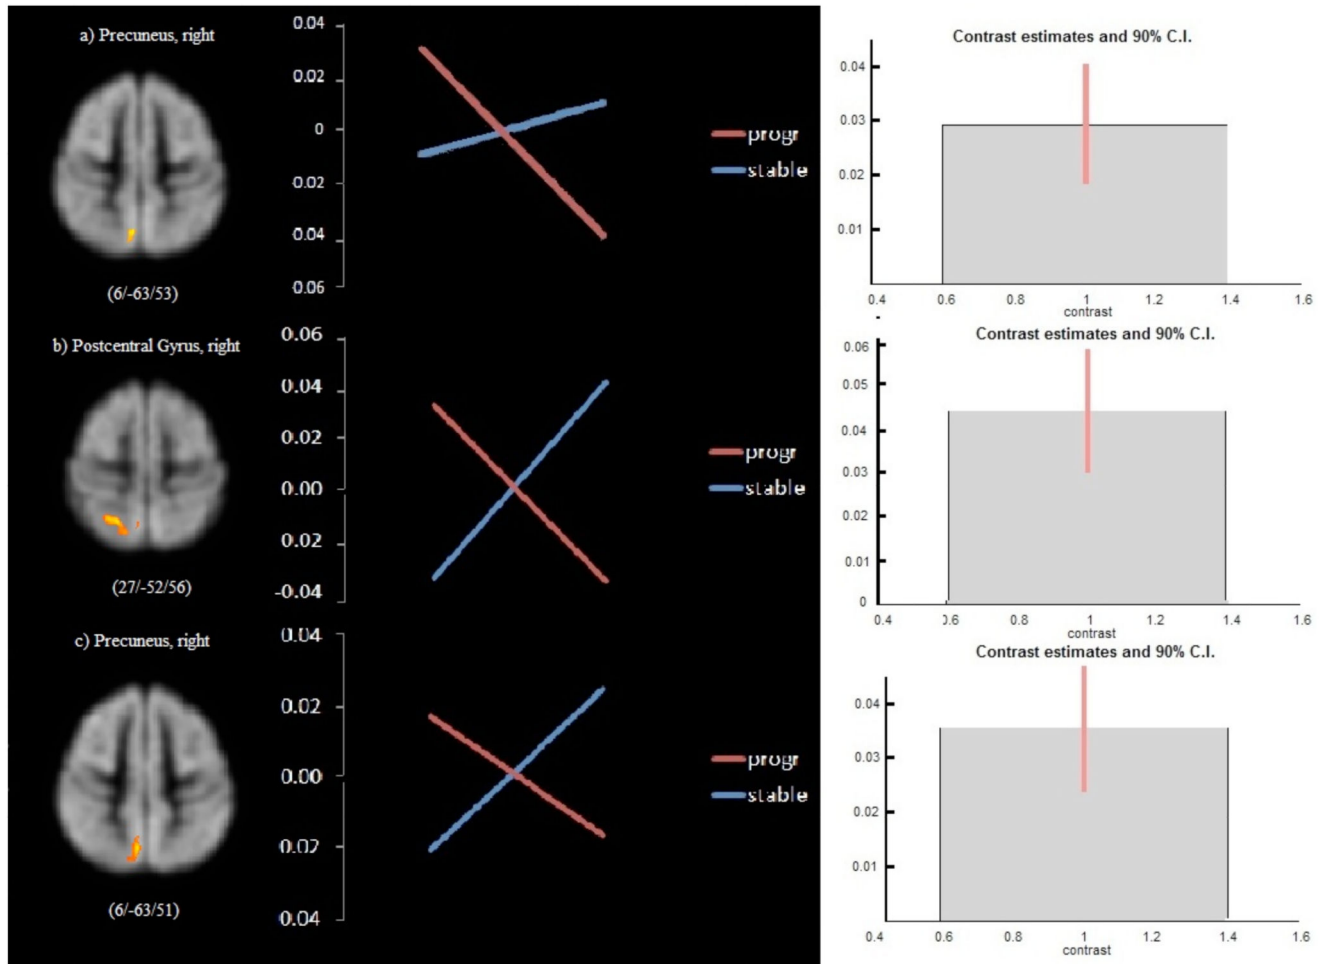 a) Precuneus, right
(6/-63/53)
0.04
0.02
0
0.02
0.04
0.06
progr
stable
Contrast estimates and 90% C.I.
0.04
0.03
0.02
0.01
0.4 0.6 0.8 1 1.2 1.4 1.6
contrast
b) Postcentral Gyrus, right
(27/-52/56)
0.06
0.04
0.02
0.00
0.02
-0.04
progr
stable
Contrast estimates and 90% C.I.
0.06
0.05
0.04
0.03
0.02
0.01
0
0.4 0.6 0.8 1 1.2 1.4 1.6
contrast
c) Precuneus, right
(6/-63/51)
0.04
0.02
0.00
0.02
0.04
progr
stable
Contrast estimates and 90% C.I.
0.04
0.03
0.02
0.01
0.4 0.6 0.8 1 1.2 1.4 1.6
contrast